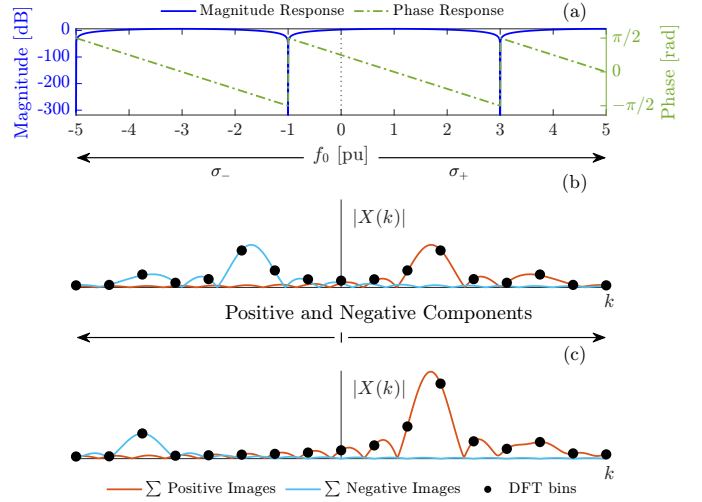 Magnitude Response Phase Response (a)
Magnitude [dB]
0
-100
-200
-300
π/2
0
−π/2
Phase [rad]
-5 -4 -3 -2 -1 0 1 2 3 4 5
f₀ [pu]
σ₋ σ₊
(b)
|X(k)|
k
Positive and Negative Components
(c)
|X(k)|
k
∑ Positive Images ∑ Negative Images DFT bins